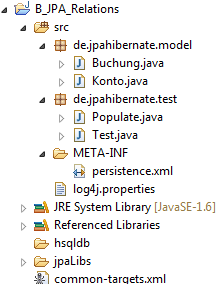 B_JPA_Relations
src
de.jpahibernate.model
Buchung.java
Konto.java
de.jpahibernate.test
Populate.java
Test.java
META-INF
persistence.xml
log4j.properties
JRE System Library [JavaSE-1.6]
Referenced Libraries
hsqldb
jpaLibs
common-targets.xml